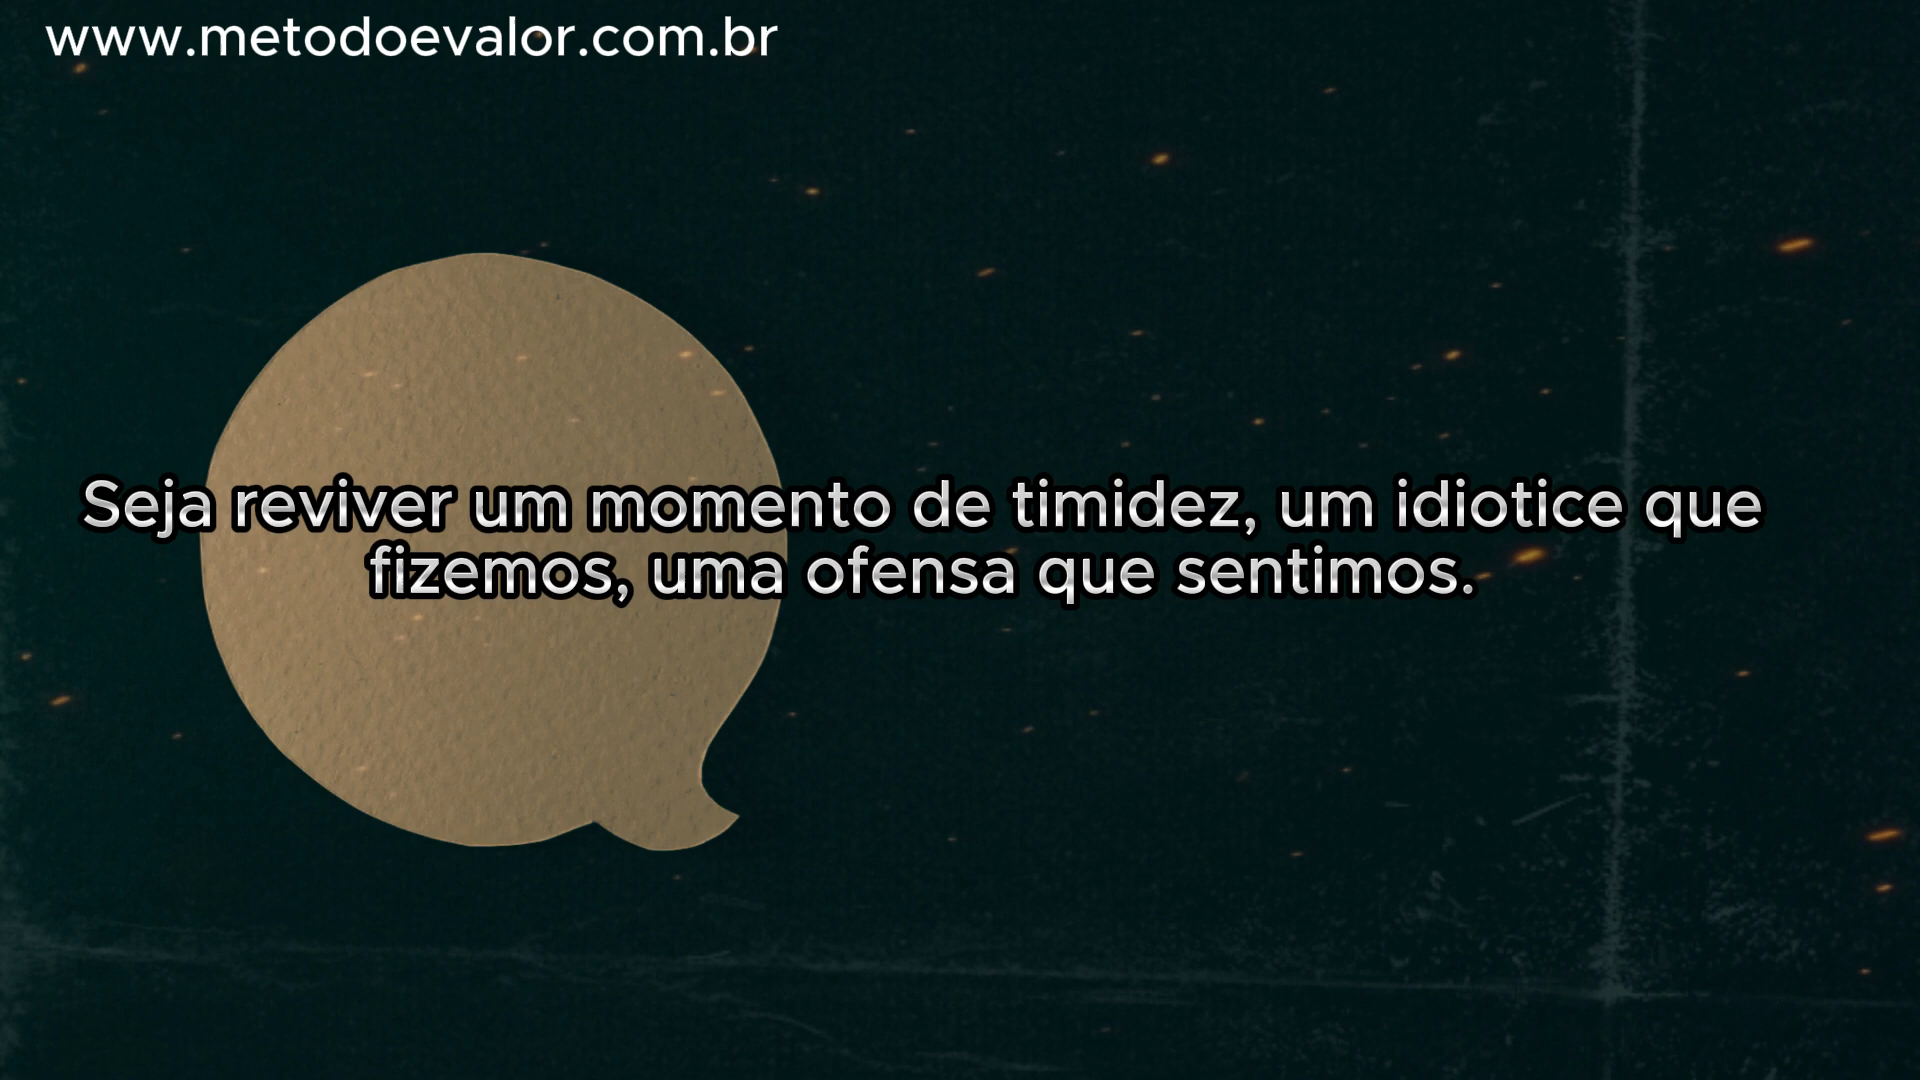 www.metodoevalor.com.br
Seja reviver um momento de timidez, um idiotice que
fizemos, uma ofensa que sentimos.